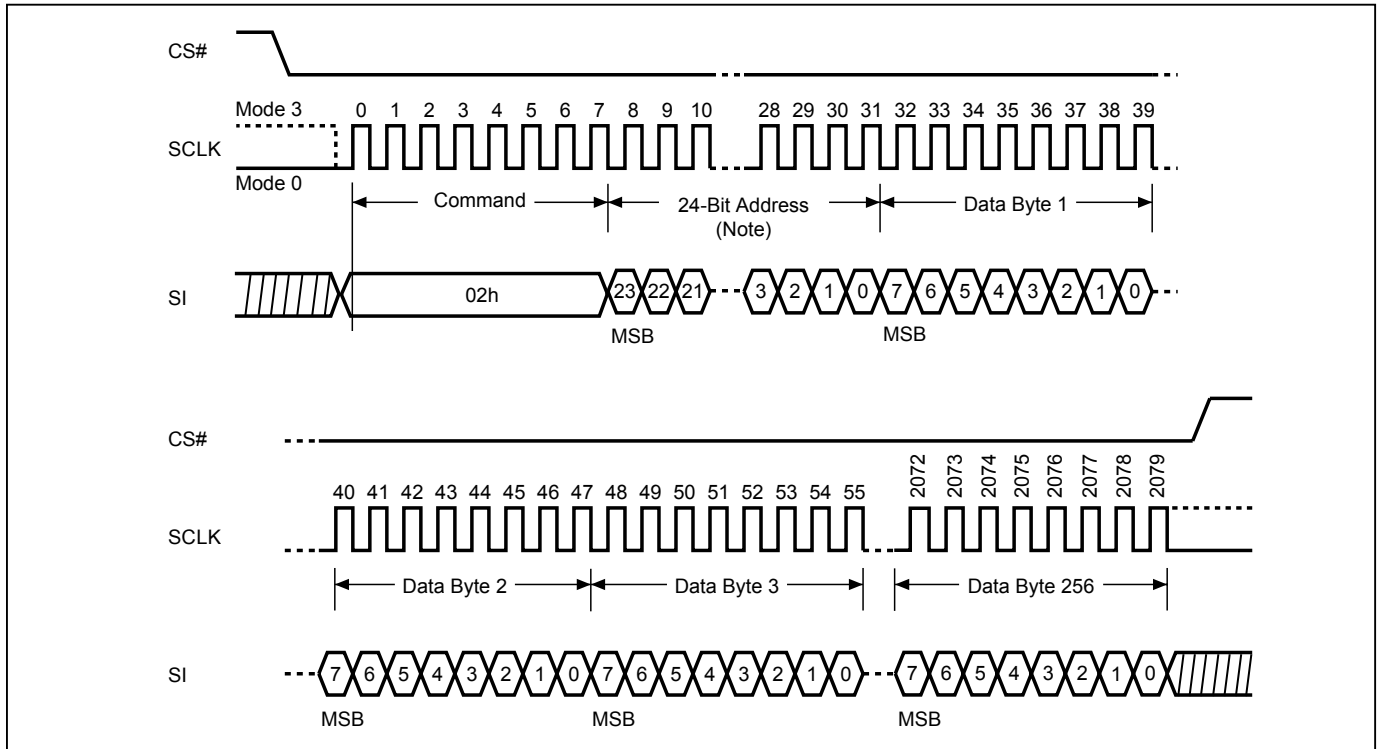 CS#
Mode 3
0 1 2 3 4 5 6 7 8 9 10 28 29 30 31 32 33 34 35 36 37 38 39
SCLK
Mode 0
Command
24-Bit Address
(Note)
Data Byte 1
SI
02h
23 22 21 3 2 1 0 7 6 5 4 3 2 1 0
MSB MSB
CS#
40 41 42 43 44 45 46 47 48 49 50 51 52 53 54 55 2072 2073 2074 2075 2076 2077 2078 2079
SCLK
Data Byte 2 Data Byte 3 Data Byte 256
SI
7 6 5 4 3 2 1 0 7 6 5 4 3 2 1 0 7 6 5 4 3 2 1 0
MSB MSB MSB